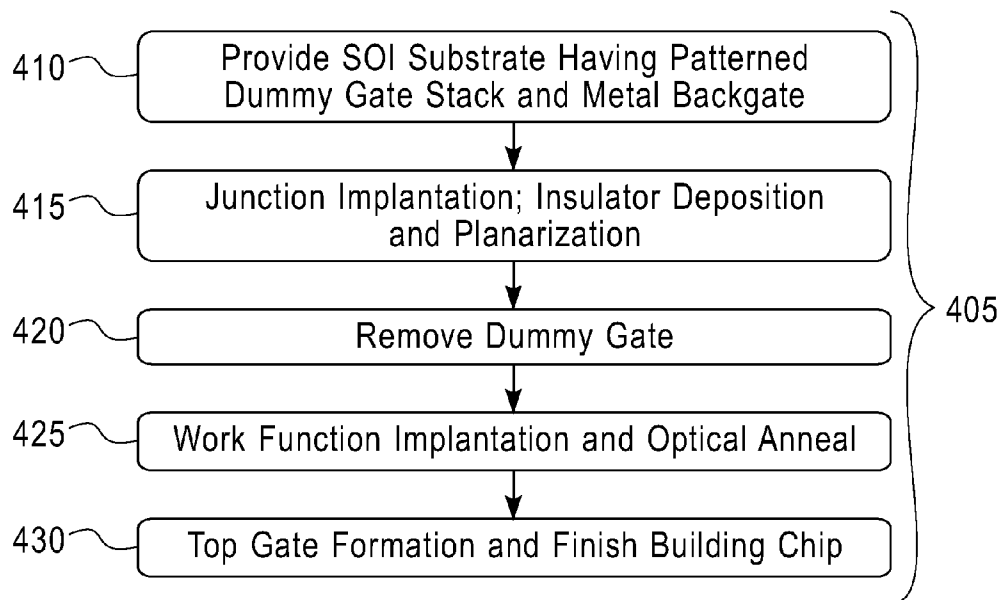 410
Provide SOI Substrate Having Patterned
Dummy Gate Stack and Metal Backgate
415
Junction Implantation; Insulator Deposition
and Planarization
405
420
Remove Dummy Gate
425
Work Function Implantation and Optical Anneal
430
Top Gate Formation and Finish Building Chip